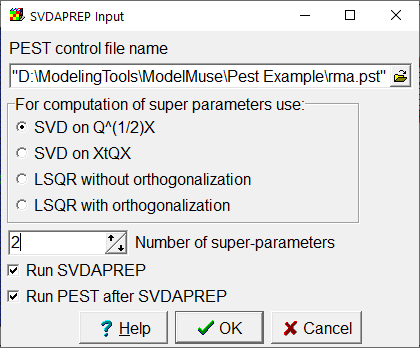 SVDAPREP Input
PEST control file name
"D:\ModelingTools\ModelMuse\Pest Example\rma.pst"
For computation of super parameters use:
SVD on Q^(1/2)X
SVD on XtQX
LSQR without orthogonalization
LSQR with orthogonalization
2 Number of super-parameters
Run SVDAPREP
Run PEST after SVDAPREP
? Help OK Cancel